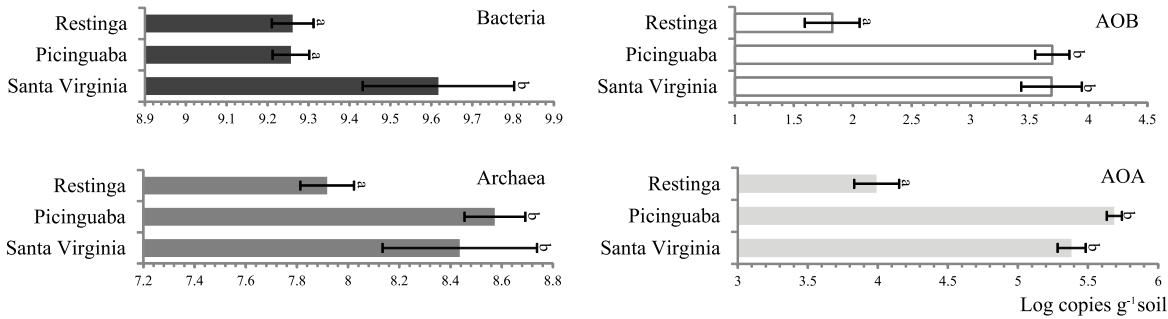 Bacteria
Restinga a
Picinguaba a
Santa Virginia b
8.9 9 9.1 9.2 9.3 9.4 9.5 9.6 9.7 9.8 9.9
AOB
Restinga a
Picinguaba b
Santa Virginia b
1 1.5 2 2.5 3 3.5 4 4.5
Archaea
Restinga a
Picinguaba b
Santa Virginia b
7.2 7.4 7.6 7.8 8 8.2 8.4 8.6 8.8
AOA
Restinga a
Picinguaba b
Santa Virginia b
3 3.5 4 4.5 5 5.5 6
Log copies g⁻¹soil